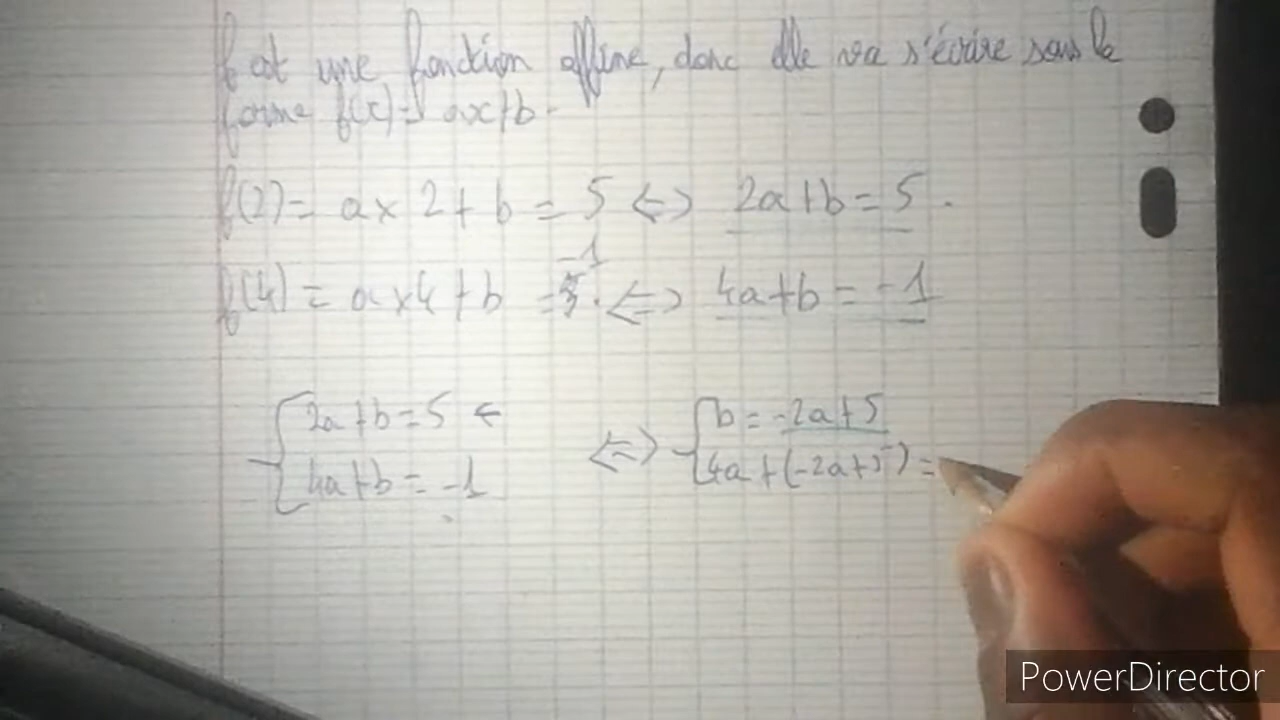 f est une fonction affine, donc elle va s'écrire sous la
forme f(x) = ax+b.
f(2) = a × 2 + b = 5 <=> 2a+b = 5.
-1
f(4) = a × 4 + b = 5. <=> 4a+b = -1
2a+b = 5 ← <=> b = -2a+5
4a+b = -1 4a+(-2a+5) =
PowerDirector